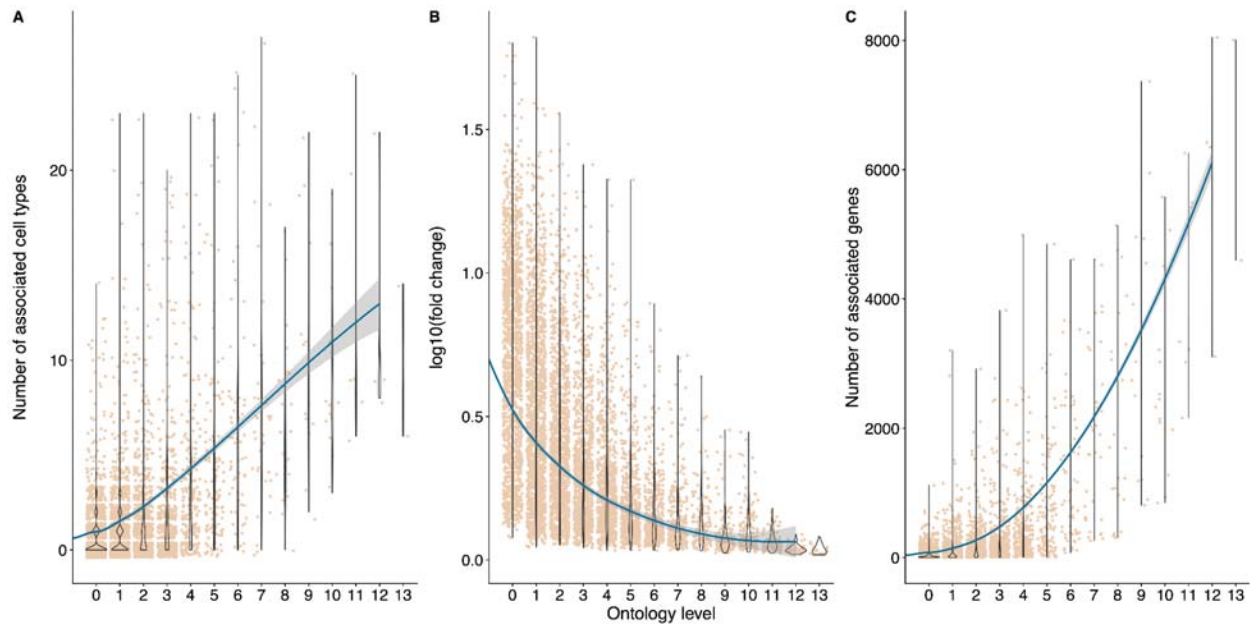 A
Number of associated cell types
20
10
0
0 1 2 3 4 5 6 7 8 9 10 11 12 13
B
log10(fold change)
1.5
1.0
0.5
0.0
0 1 2 3 4 5 6 7 8 9 10 11 12 13
Ontology level
C
Number of associated genes
8000
6000
4000
2000
0
0 1 2 3 4 5 6 7 8 9 10 11 12 13